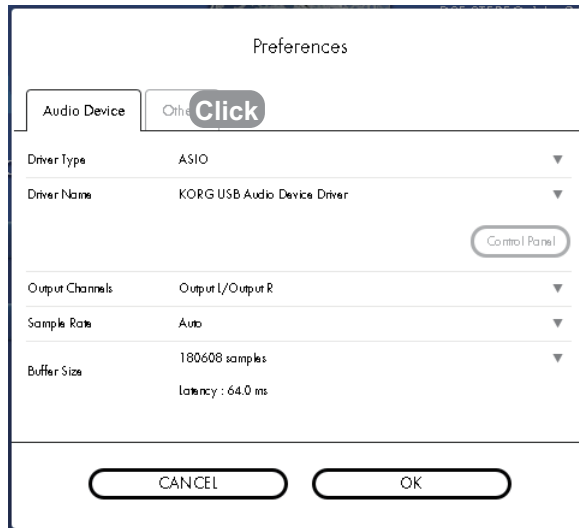 Preferences
Audio Device
Othe
Click
Driver Type ASIO
Driver Name KORG USB Audio Device Driver
Control Panel
Output Channels Output L/Output R
Sample Rate Auto
Buffer Size 180608 samples
Latency : 64.0 ms
CANCEL OK